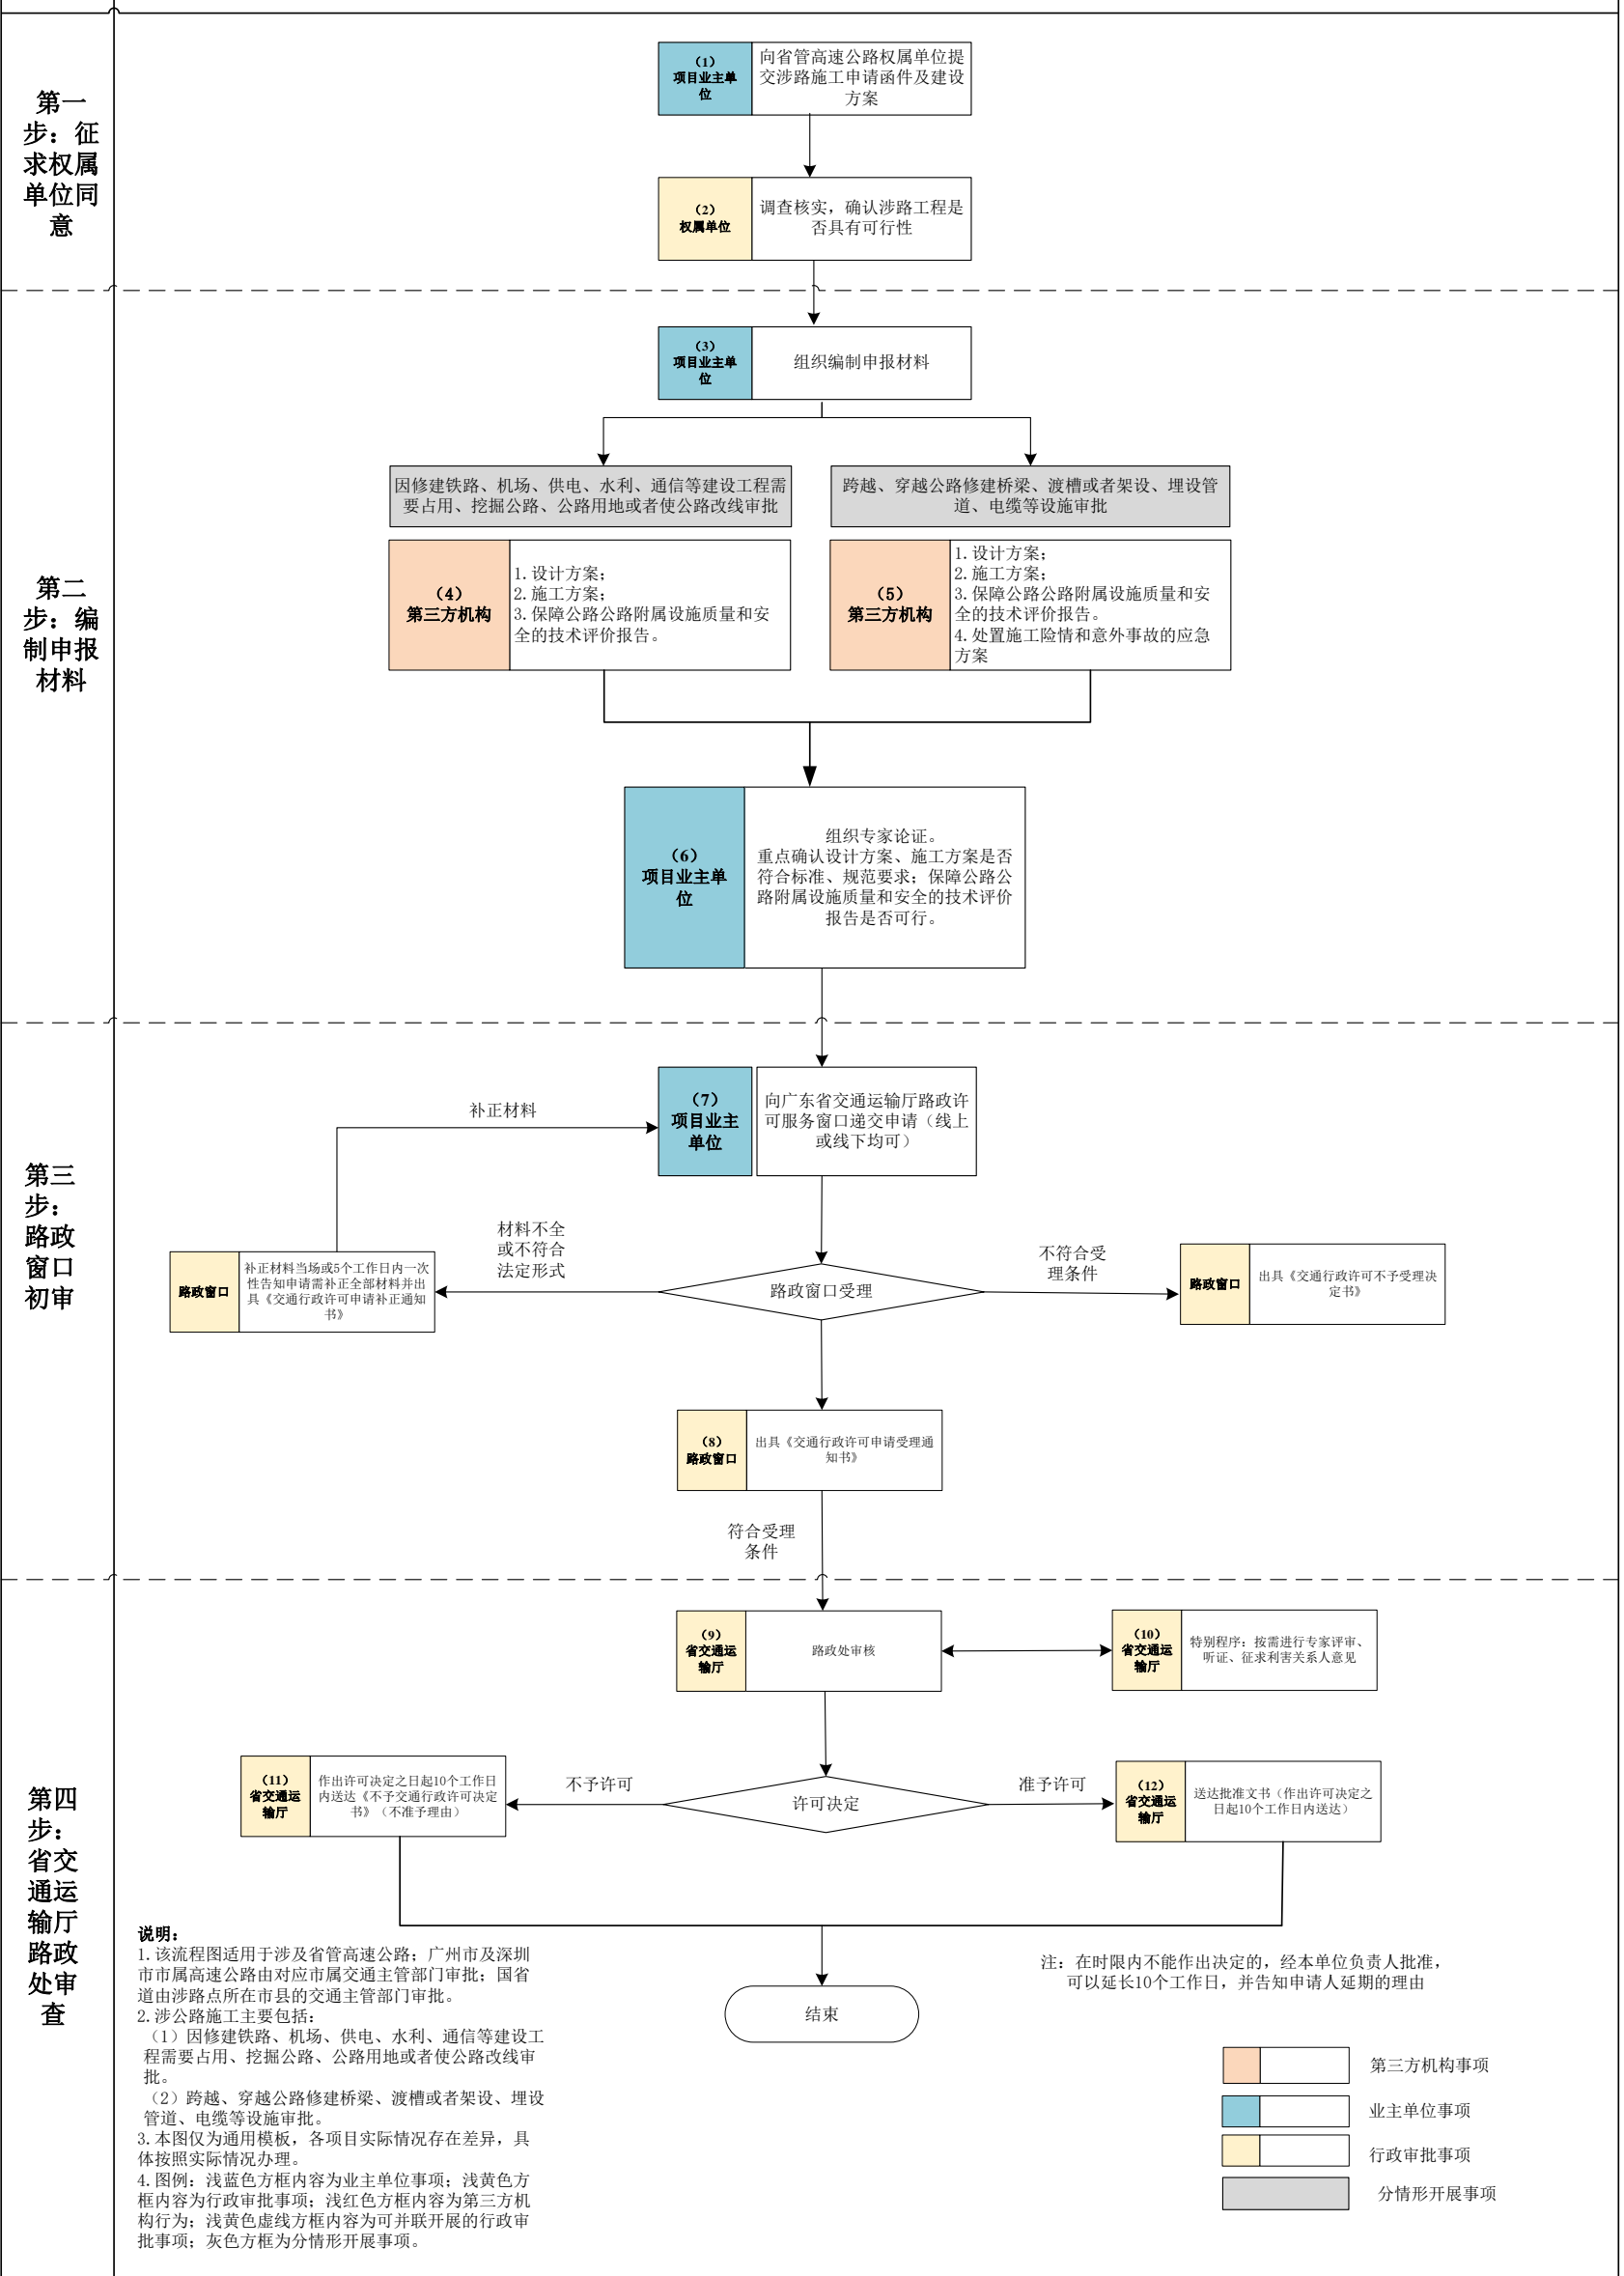 第一
步：征
求权属
单位同
意
（1）
项目业主单
位
向省管高速公路权属单位提
交涉路施工申请函件及建设
方案
（2）
权属单位
调查核实，确认涉路工程是
否具有可行性
第二
步：编
制申报
材料
（3）
项目业主单
位
组织编制申报材料
因修建铁路、机场、供电、水利、通信等建设工程需
要占用、挖掘公路、公路用地或者使公路改线审批
跨越、穿越公路修建桥梁、渡槽或者架设、埋设管
道、电缆等设施审批
（4）
第三方机构
1.设计方案；
2.施工方案；
3.保障公路公路附属设施质量和安
全的技术评价报告。
（5）
第三方机构
1.设计方案；
2.施工方案；
3.保障公路公路附属设施质量和安
全的技术评价报告。
4.处置施工险情和意外事故的应急
方案
（6）
项目业主单
位
组织专家论证。
重点确认设计方案、施工方案是否
符合标准、规范要求；保障公路公
路附属设施质量和安全的技术评价
报告是否可行。
第三
步：
路政
窗口
初审
（7）
项目业主
单位
向广东省交通运输厅路政许
可服务窗口递交申请（线上
或线下均可）
补正材料
材料不全
或不符合
法定形式
不符合受
理条件
路政窗口
补正材料当场或5个工作日内一次
性告知申请需补正全部材料并出
具《交通行政许可申请补正通知
书》
路政窗口受理
路政窗口
出具《交通行政许可不予受理决
定书》
（8）
路政窗口
出具《交通行政许可申请受理通
知书》
符合受理
条件
第四
步：
省交
通运
输厅
路政
处审
查
（9）
省交通运
输厅
路政处审核
（10）
省交通运
输厅
特别程序：按需进行专家评审、
听证、征求利害关系人意见
（11）
省交通运
输厅
作出许可决定之日起10个工作日
内送达《不予交通行政许可决定
书》（不准予理由）
不予许可
许可决定
准予许可
（12）
省交通运
输厅
送达批准文书（作出许可决定之
日起10个工作日内送达）
说明：
1.该流程图适用于涉及省管高速公路；广州市及深圳
市市属高速公路由对应市属交通主管部门审批；国省
道由涉路点所在市县的交通主管部门审批。
2.涉公路施工主要包括：
（1）因修建铁路、机场、供电、水利、通信等建设工
程需要占用、挖掘公路、公路用地或者使公路改线审
批。
（2）跨越、穿越公路修建桥梁、渡槽或者架设、埋设
管道、电缆等设施审批。
3.本图仅为通用模板，各项目实际情况存在差异，具
体按照实际情况办理。
4.图例：浅蓝色方框内容为业主单位事项；浅黄色方
框内容为行政审批事项；浅红色方框内容为第三方机
构行为；浅黄色虚线方框内容为可并联开展的行政审
批事项；灰色方框为分情形开展事项。
结束
注：在时限内不能作出决定的，经本单位负责人批准，
可以延长10个工作日，并告知申请人延期的理由
第三方机构事项
业主单位事项
行政审批事项
分情形开展事项